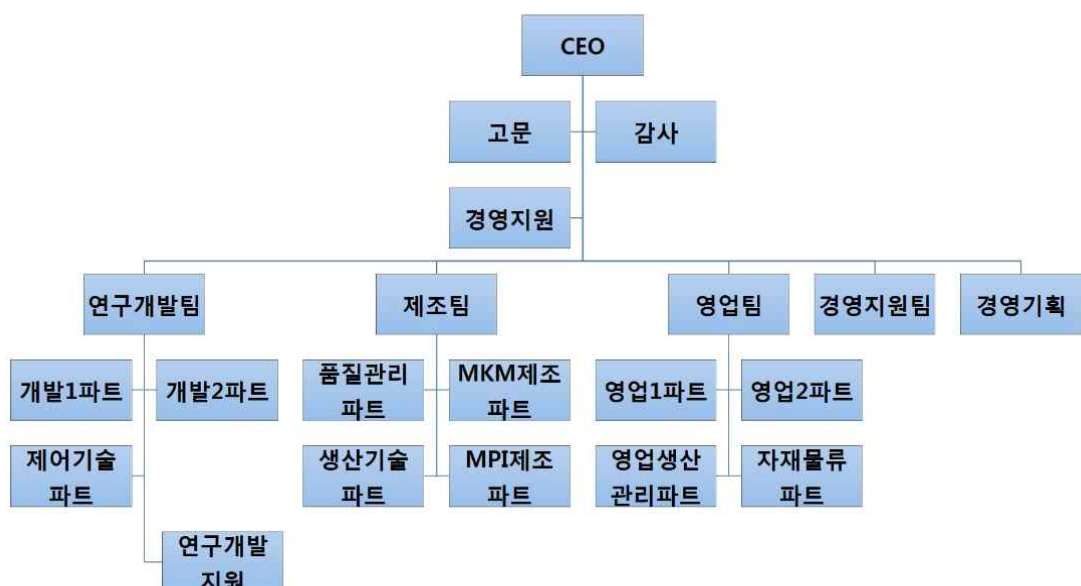 CEO
고문
감사
경영지원
연구개발팀
제조팀
영업팀
경영지원팀
경영기획
개발1파트
개발2파트
품질관리
파트
MKM제조
파트
영업1파트
영업2파트
제어기술
파트
생산기술
파트
MPI제조
파트
영업생산
관리파트
자재물류
파트
연구개발
지원